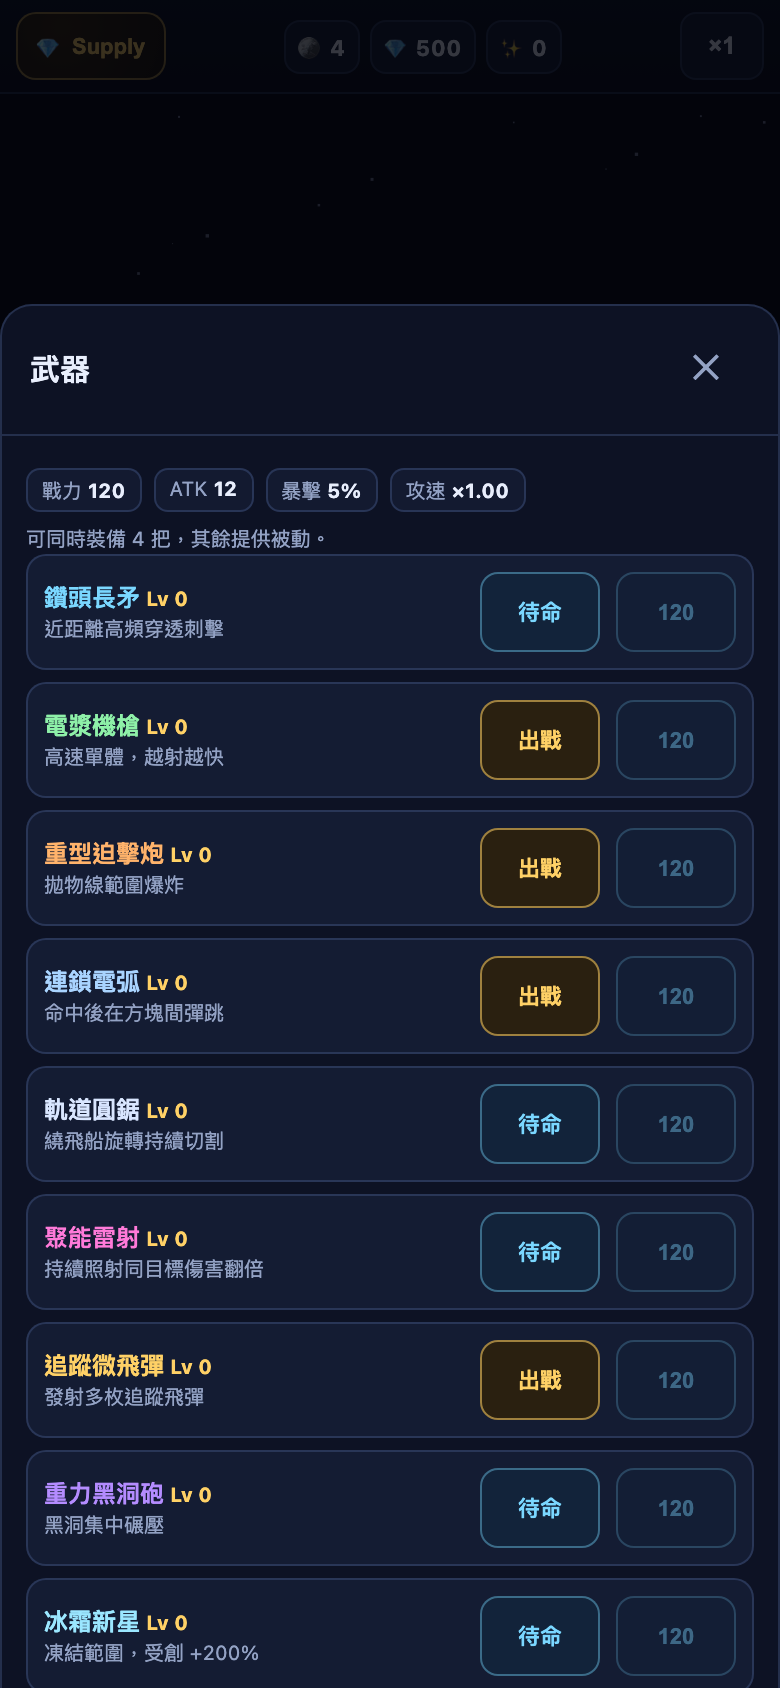 Supply
4
500
0
×1
武器
戰力 120
ATK 12
暴擊 5%
攻速 ×1.00
可同時裝備 4 把，其餘提供被動。
鑽頭長矛 Lv 0
近距離高頻穿透刺擊
待命
120
電漿機槍 Lv 0
高速單體，越射越快
出戰
120
重型迫擊炮 Lv 0
拋物線範圍爆炸
出戰
120
連鎖電弧 Lv 0
命中後在方塊間彈跳
出戰
120
軌道圓鋸 Lv 0
繞飛船旋轉持續切割
待命
120
聚能雷射 Lv 0
持續照射同目標傷害翻倍
待命
120
追蹤微飛彈 Lv 0
發射多枚追蹤飛彈
出戰
120
重力黑洞砲 Lv 0
黑洞集中碾壓
待命
120
冰霜新星 Lv 0
凍結範圍，受創 +200%
待命
120